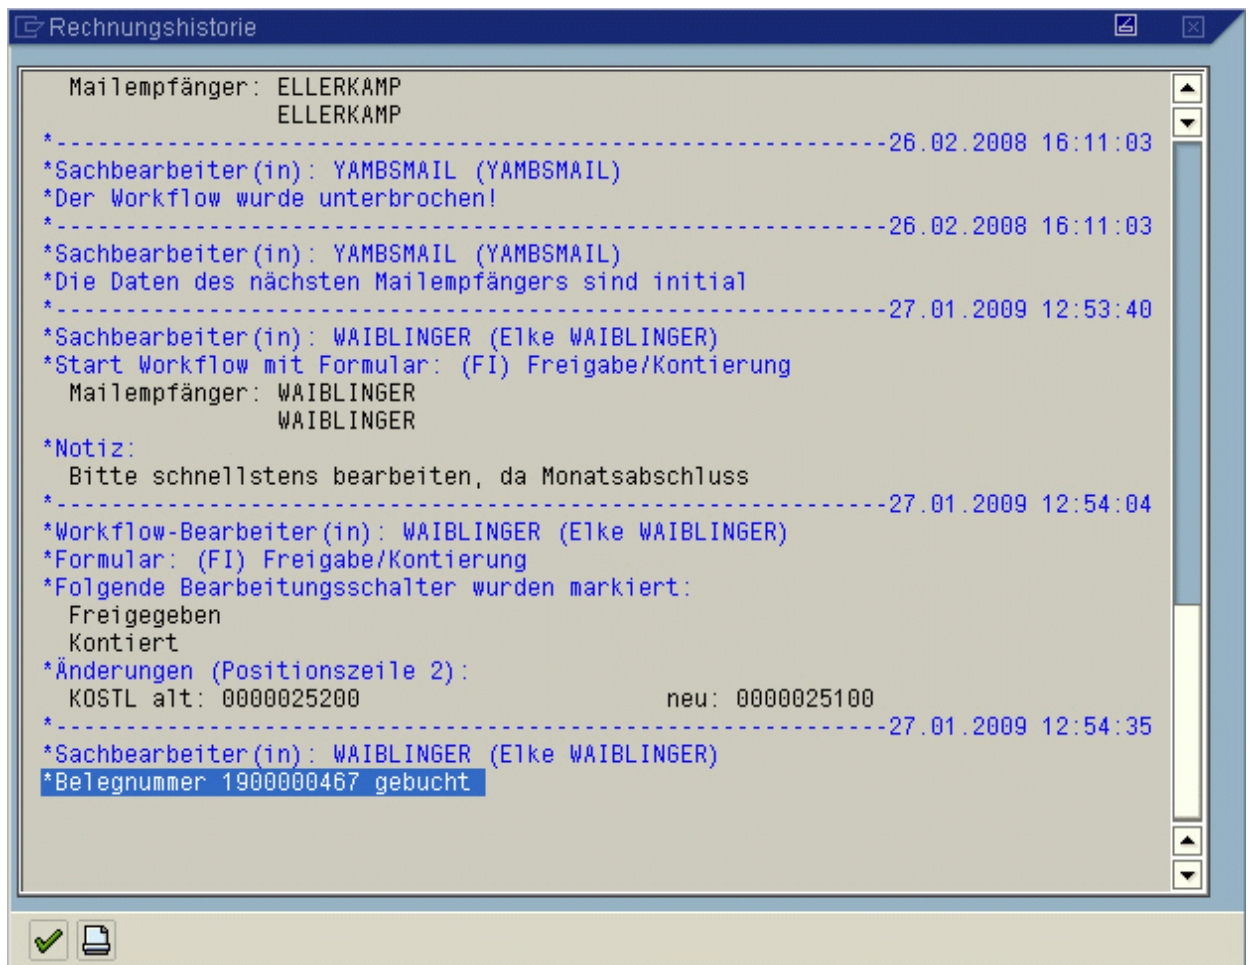 Rechnungshistorie
Mailempfänger: ELLERKAMP
ELLERKAMP
*------------------------------------------------------------26.02.2008 16:11:03
*Sachbearbeiter(in): YAMBSMAIL (YAMBSMAIL)
*Der Workflow wurde unterbrochen!
*------------------------------------------------------------26.02.2008 16:11:03
*Sachbearbeiter(in): YAMBSMAIL (YAMBSMAIL)
*Die Daten des nächsten Mailempfängers sind initial
*------------------------------------------------------------27.01.2009 12:53:40
*Sachbearbeiter(in): WAIBLINGER (Elke WAIBLINGER)
*Start Workflow mit Formular: (FI) Freigabe/Kontierung
Mailempfänger: WAIBLINGER
WAIBLINGER
*Notiz:
Bitte schnellstens bearbeiten, da Monatsabschluss
*------------------------------------------------------------27.01.2009 12:54:04
*Workflow-Bearbeiter(in): WAIBLINGER (Elke WAIBLINGER)
*Formular: (FI) Freigabe/Kontierung
*Folgende Bearbeitungsschalter wurden markiert:
Freigegeben
Kontiert
*Änderungen (Positionszeile 2):
KOSTL alt: 0000025200 neu: 0000025100
*------------------------------------------------------------27.01.2009 12:54:35
*Sachbearbeiter(in): WAIBLINGER (Elke WAIBLINGER)
*Belegnummer 1900000467 gebucht